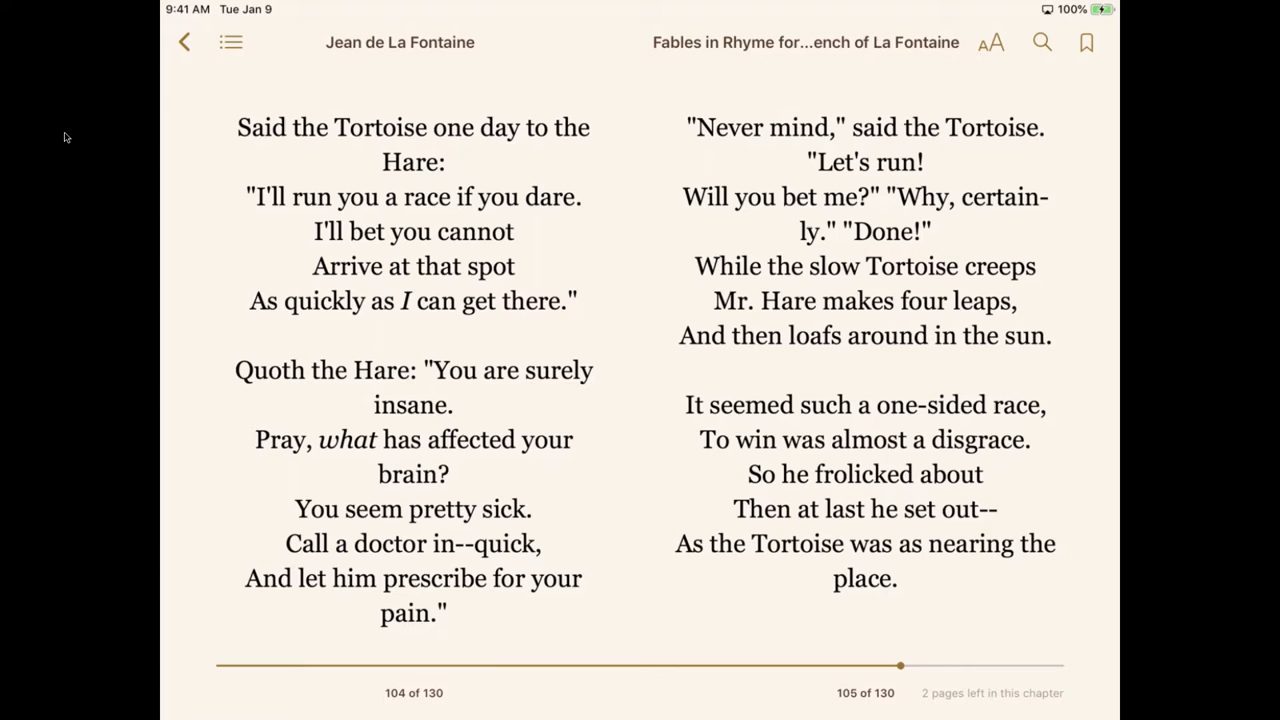 9:41 AM Tue Jan 9
100%
Jean de La Fontaine
Fables in Rhyme for...ench of La Fontaine
AA
Said the Tortoise one day to the
Hare:
"I'll run you a race if you dare.
I'll bet you cannot
Arrive at that spot
As quickly as I can get there."
Quoth the Hare: "You are surely
insane.
Pray, what has affected your
brain?
You seem pretty sick.
Call a doctor in--quick,
And let him prescribe for your
pain."
"Never mind," said the Tortoise.
"Let's run!
Will you bet me?" "Why, certain-
ly." "Done!"
While the slow Tortoise creeps
Mr. Hare makes four leaps,
And then loafs around in the sun.
It seemed such a one-sided race,
To win was almost a disgrace.
So he frolicked about
Then at last he set out--
As the Tortoise was as nearing the
place.
104 of 130
105 of 130
2 pages left in this chapter